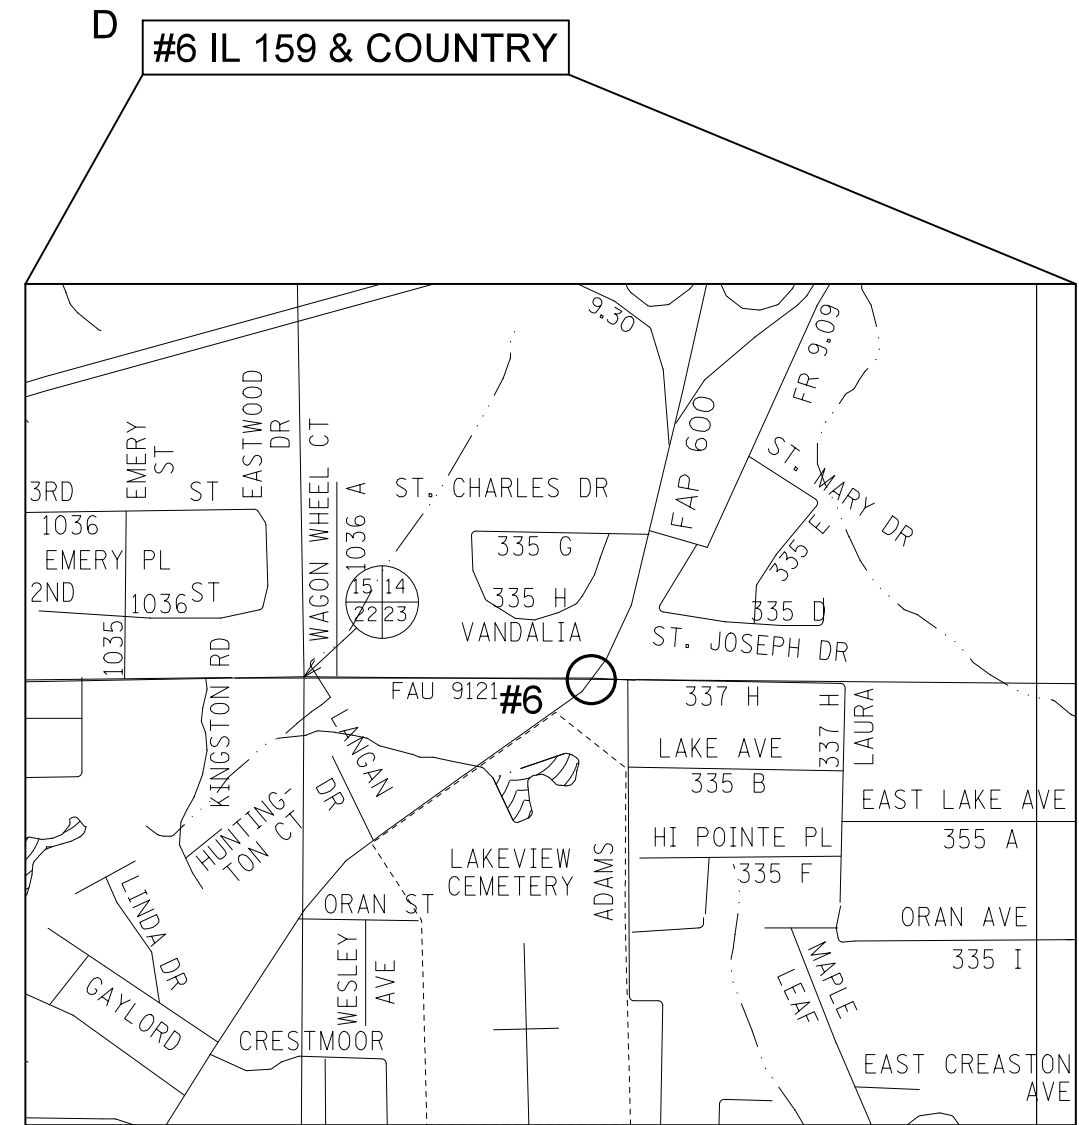 D
#6 IL 159 & COUNTRY
9.30
FR 9.09
EASTWOOD
DR
WAGON WHEEL CT
1036 A
EMERY
ST
FAP 600
ST. MARY DR
3RD
ST
ST. CHARLES DR
1036
335 G
335 E
EMERY PL
2ND
1036
ST
15
14
22
23
335 H
335 D
VANDALIA
ST. JOSEPH DR
1035
KINGSTON RD
FAU 9121
#6
337 H
337 H
LAURA
LANGAN
DR
LAKE AVE
335 B
HUNTING-
TON CT
EAST LAKE AVE
355 A
HI POINTE PL
335 F
LAKEVIEW
CEMETERY
ADAMS
LINDA DR
ORAN ST
ORAN AVE
335 I
WESLEY
AVE
MAPLE
LEAF
GAYLORD
CRESTMOOR
EAST CREASTON
AVE